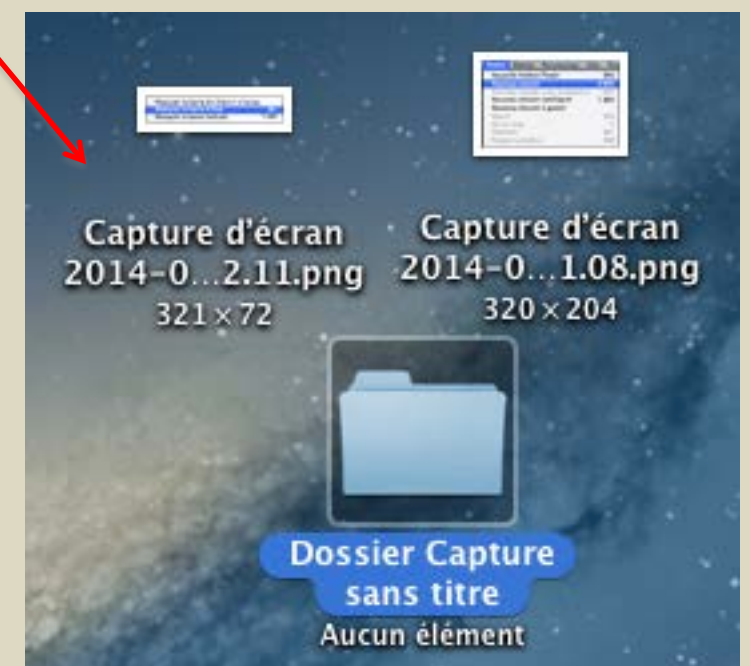 Capture d'écran
2014-0...2.11.png
321×72
Capture d'écran
2014-0...1.08.png
320×204
Dossier Capture
sans titre
Aucun élément